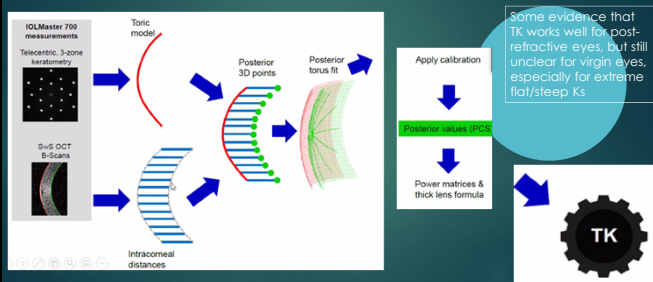 IOLMaster 700
measurements
Telecentric, 3-zone
keratometry
SwS OCT
B-Scans
Toric
model
Intracorneal
distances
Posterior
3D points
Posterior
torus fit
Apply calibration
Posterior values (PCS
Power matrices &
thick lens formula
Some evidence that
TK works well for post-
refractive eyes, but still
unclear for virgin eyes,
especially for extreme
flat/steep Ks
TK